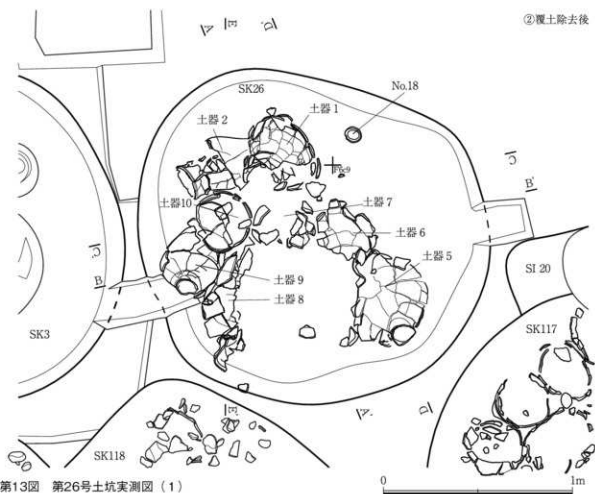 ②覆土除去後
A
E
D'
SK26
No.18
土器1
土器2
C
B'
土器10
土器7
土器6
土器5
C'
B
土器9
土器8
SI 20
SK3
SK117
E'
A'
D
SK118
第13図 第26号土坑実測図（1）
0
1m